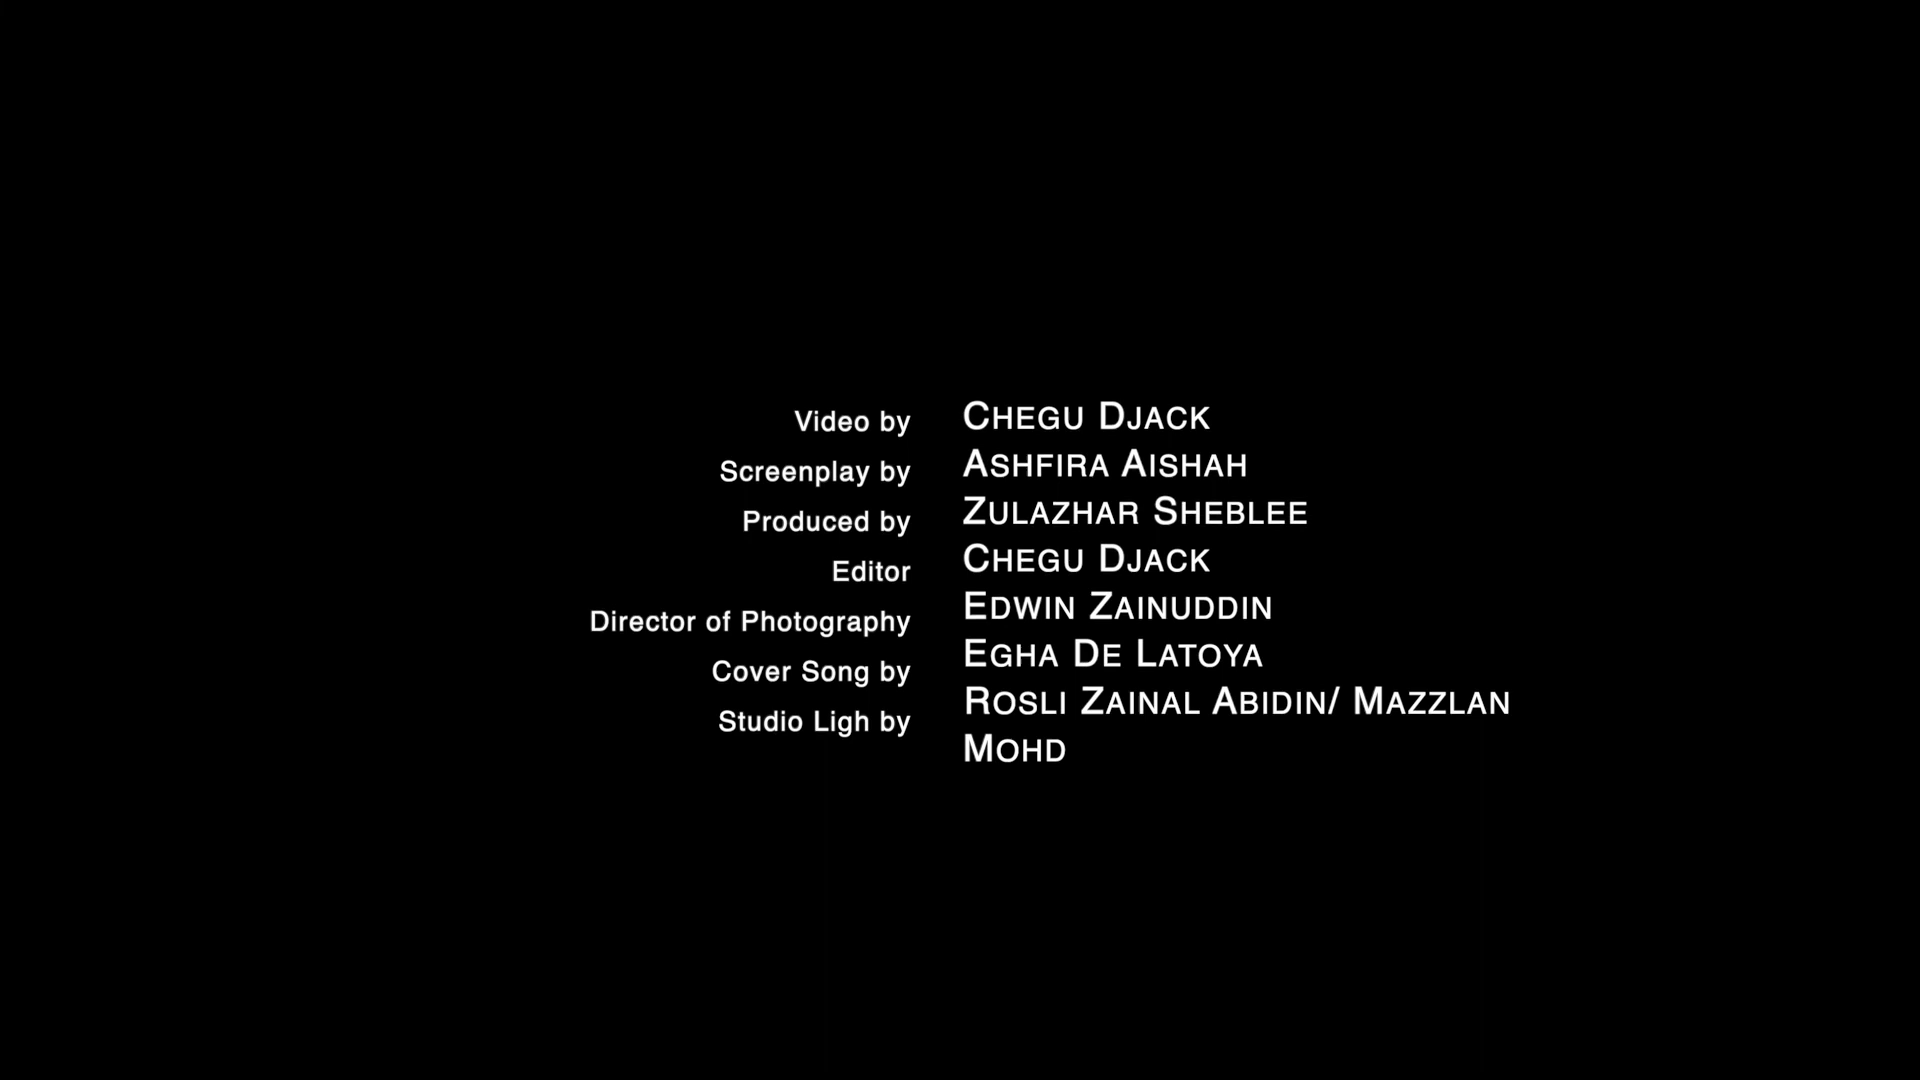 Video by CHEGU DJACK
Screenplay by ASHFIRA AISHAH
Produced by ZULAZHAR SHEBLEE
Editor CHEGU DJACK
Director of Photography EDWIN ZAINUDDIN
Cover Song by EGHA DE LATOYA
Studio Ligh by ROSLI ZAINAL ABIDIN/ MAZZLAN
MOHD